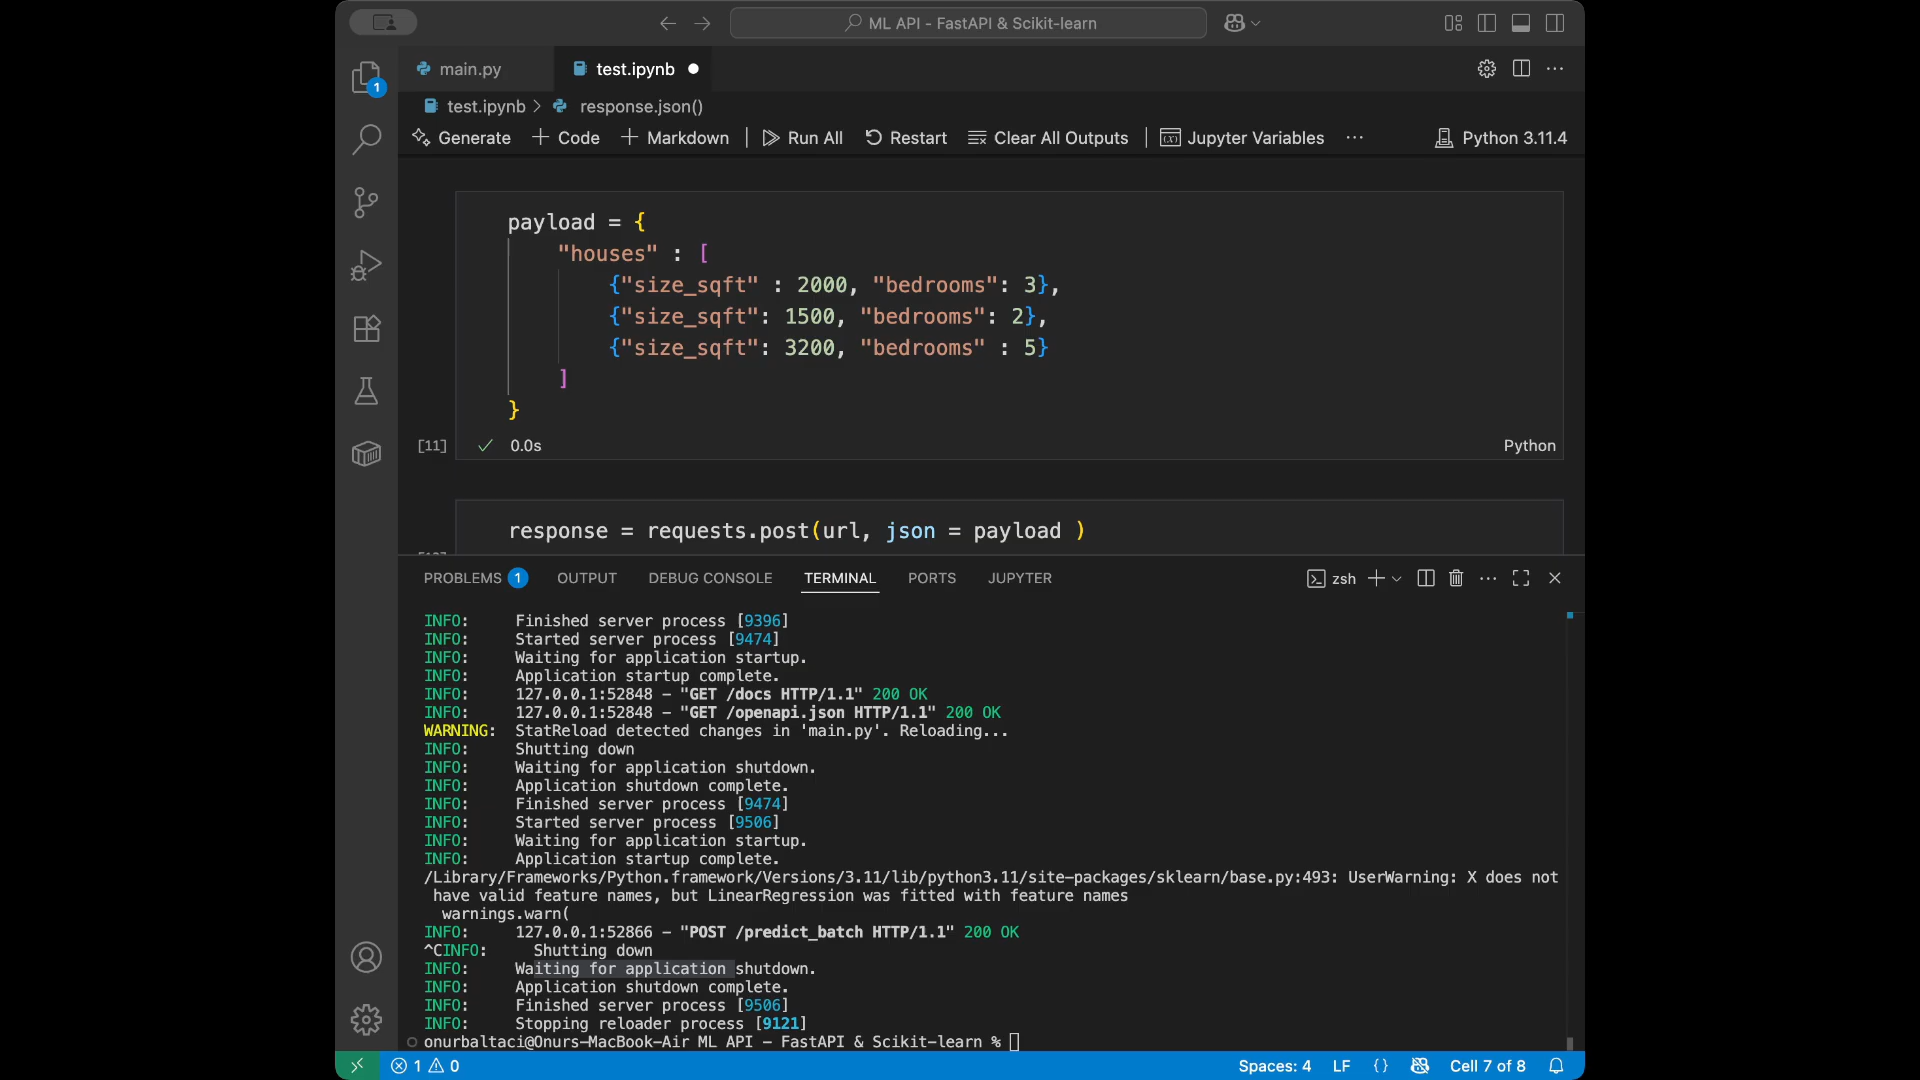 ML API - FastAPI & Scikit-learn
1
main.py
test.ipynb
test.ipynb > response.json()
Generate + Code + Markdown | Run All Restart Clear All Outputs | Jupyter Variables ... Python 3.11.4
payload = {
"houses" : [
{"size_sqft" : 2000, "bedrooms": 3},
{"size_sqft": 1500, "bedrooms": 2},
{"size_sqft": 3200, "bedrooms" : 5}
]
}
[11] ✓ 0.0s Python
response = requests.post(url, json = payload )
PROBLEMS 1 OUTPUT DEBUG CONSOLE TERMINAL PORTS JUPYTER zsh
INFO: Finished server process [9396]
INFO: Started server process [9474]
INFO: Waiting for application startup.
INFO: Application startup complete.
INFO: 127.0.0.1:52848 - "GET /docs HTTP/1.1" 200 OK
INFO: 127.0.0.1:52848 - "GET /openapi.json HTTP/1.1" 200 OK
WARNING: StatReload detected changes in 'main.py'. Reloading...
INFO: Shutting down
INFO: Waiting for application shutdown.
INFO: Application shutdown complete.
INFO: Finished server process [9474]
INFO: Started server process [9506]
INFO: Waiting for application startup.
INFO: Application startup complete.
/Library/Frameworks/Python.framework/Versions/3.11/lib/python3.11/site-packages/sklearn/base.py:493: UserWarning: X does not
have valid feature names, but LinearRegression was fitted with feature names
warnings.warn(
INFO: 127.0.0.1:52866 - "POST /predict_batch HTTP/1.1" 200 OK
^CINFO: Shutting down
INFO: Waiting for application shutdown.
INFO: Application shutdown complete.
INFO: Finished server process [9506]
INFO: Stopping reloader process [9121]
onurbaltaci@Onurs-MacBook-Air ML API - FastAPI & Scikit-learn %
1 0 Spaces: 4 LF {} Cell 7 of 8